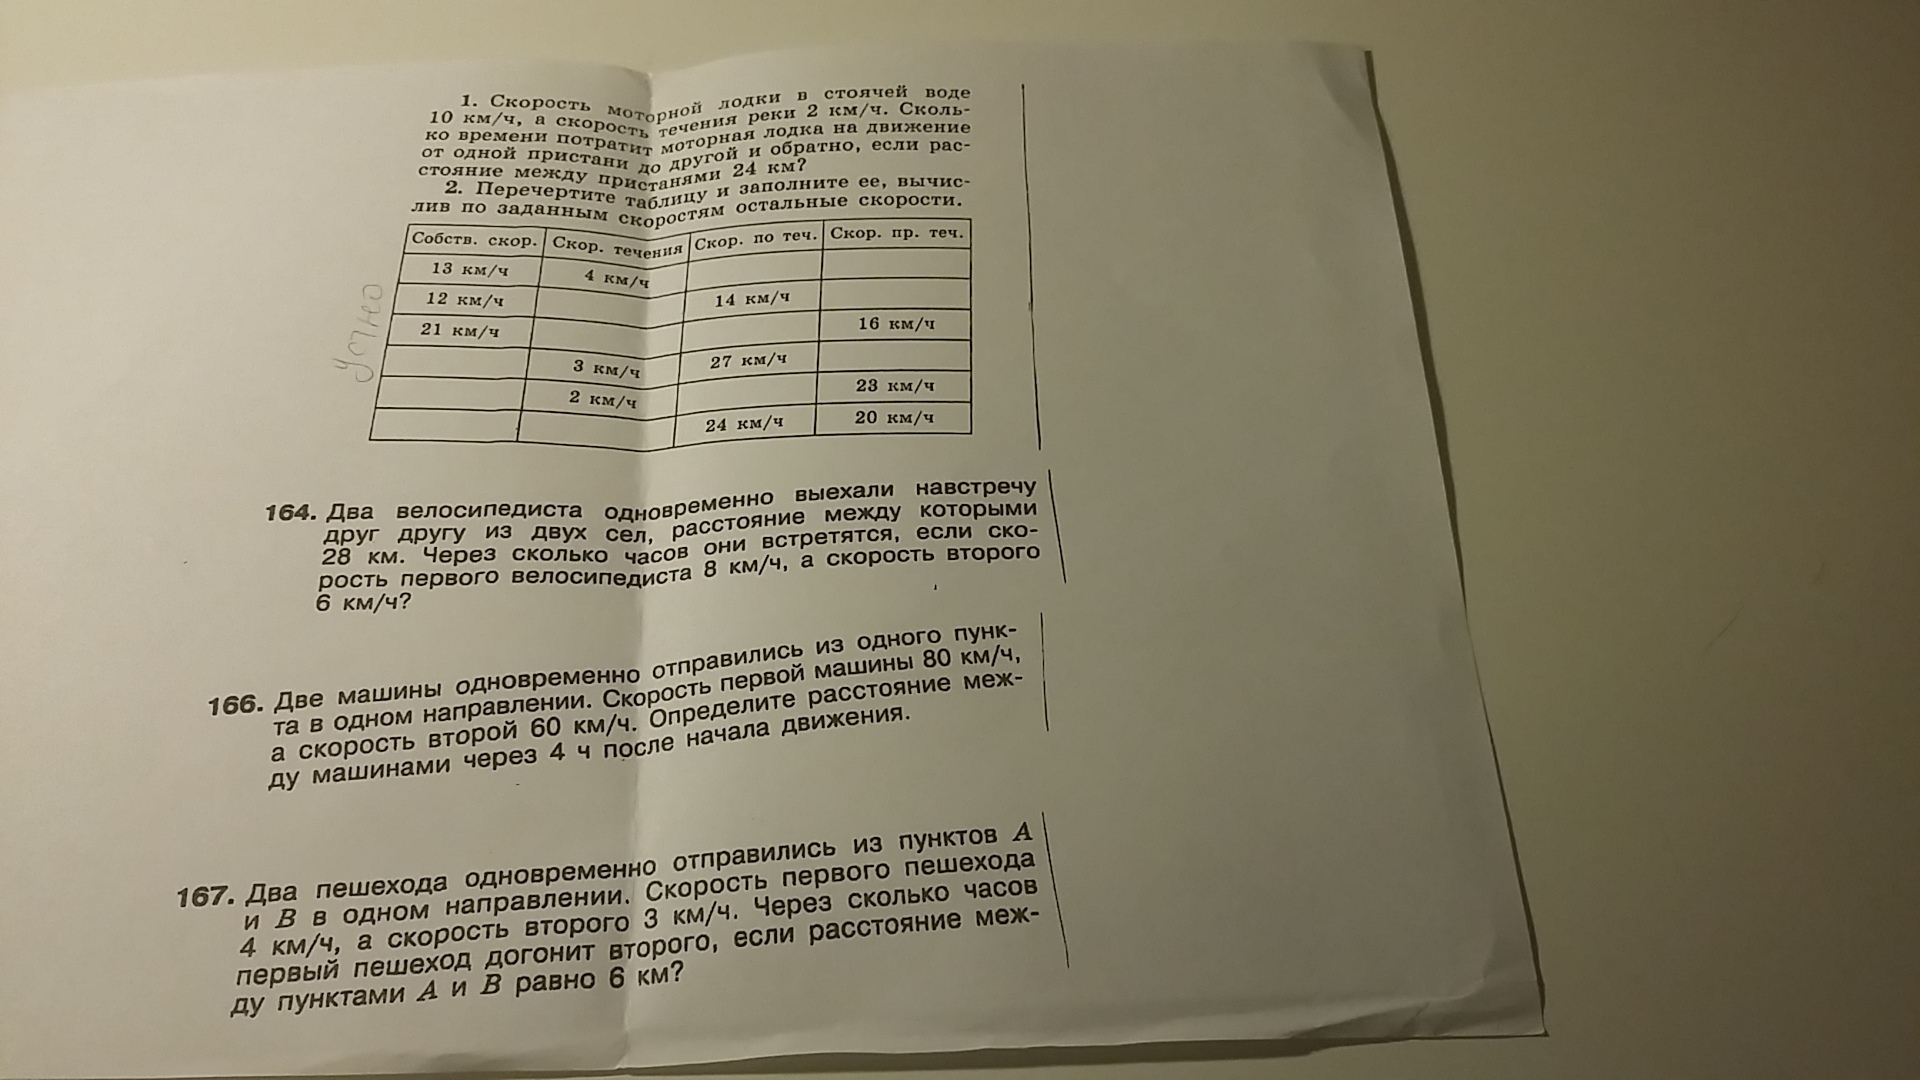 1. Скорость моторной лодки в стоячей воде
10 км/ч, а скорость течения реки 2 км/ч. Сколь-
ко времени потратит моторная лодка на движение
от одной пристани до другой и обратно, если рас-
стояние между пристанями 24 км?
2. Перечертите таблицу и заполните ее, вычис-
лив по заданным скоростям остальные скорости.
Собств. скор. Скор. течения Скор. по теч. Скор. пр. теч.
13 км/ч 4 км/ч
12 км/ч 14 км/ч
21 км/ч 16 км/ч
3 км/ч 27 км/ч
2 км/ч 23 км/ч
24 км/ч 20 км/ч
Устно
164. Два велосипедиста одновременно выехали навстречу
друг другу из двух сел, расстояние между которыми
28 км. Через сколько часов они встретятся, если ско-
рость первого велосипедиста 8 км/ч, а скорость второго
6 км/ч?
166. Две машины одновременно отправились из одного пунк-
та в одном направлении. Скорость первой машины 80 км/ч,
а скорость второй 60 км/ч. Определите расстояние меж-
ду машинами через 4 ч после начала движения.
167. Два пешехода одновременно отправились из пунктов A
и B в одном направлении. Скорость первого пешехода
4 км/ч, а скорость второго 3 км/ч. Через сколько часов
первый пешеход догонит второго, если расстояние меж-
ду пунктами A и B равно 6 км?